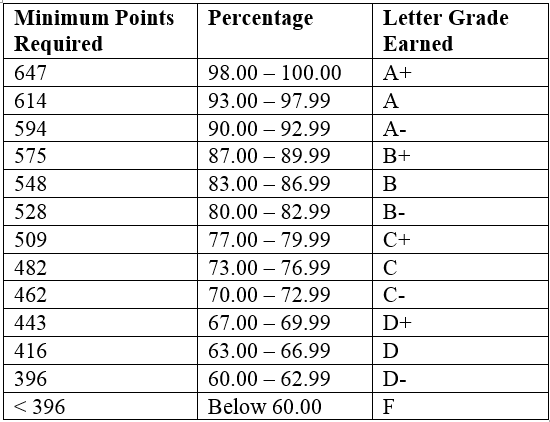 Minimum Points Required Percentage Letter Grade Earned
647 98.00 – 100.00 A+
614 93.00 – 97.99 A
594 90.00 – 92.99 A-
575 87.00 – 89.99 B+
548 83.00 – 86.99 B
528 80.00 – 82.99 B-
509 77.00 – 79.99 C+
482 73.00 – 76.99 C
462 70.00 – 72.99 C-
443 67.00 – 69.99 D+
416 63.00 – 66.99 D
396 60.00 – 62.99 D-
< 396 Below 60.00 F